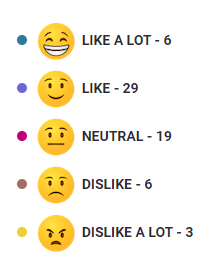 LIKE A LOT - 6
LIKE - 29
NEUTRAL - 19
DISLIKE - 6
DISLIKE A LOT - 3